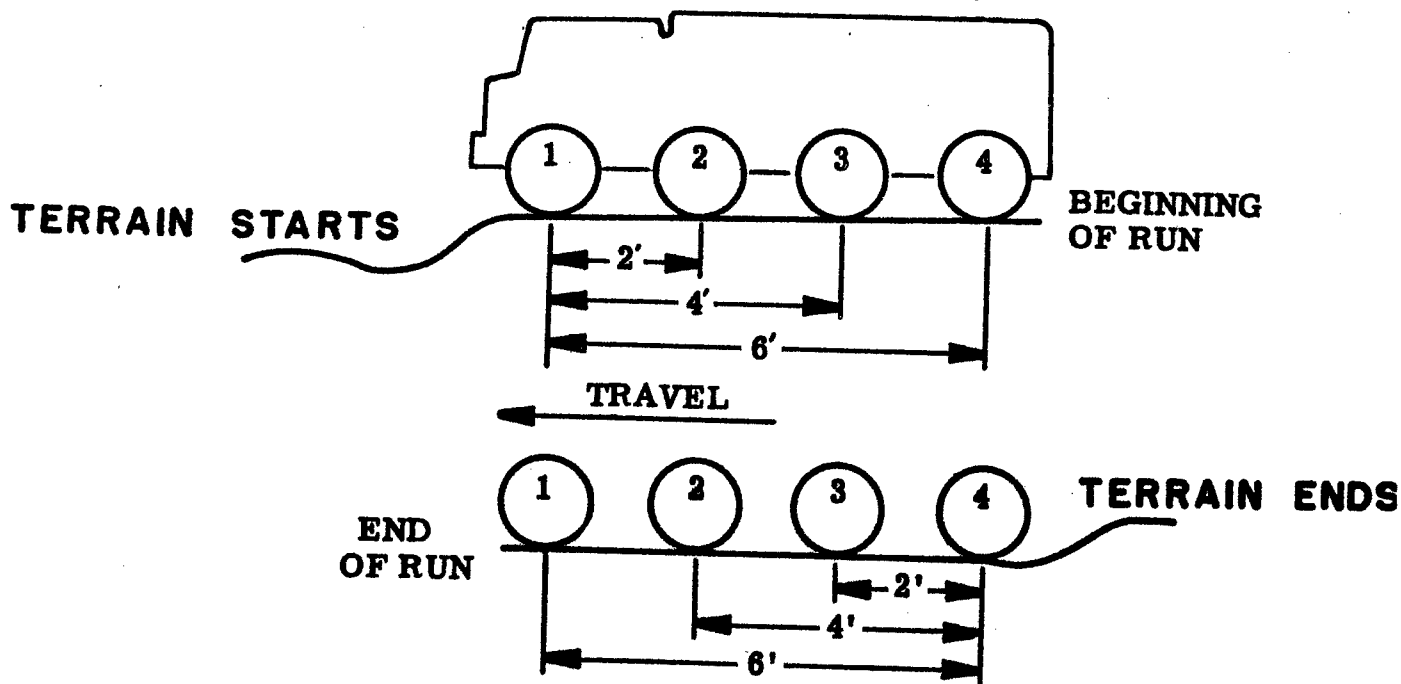 1 2 3 4
TERRAIN STARTS
BEGINNING
OF RUN
2'
4'
6'
TRAVEL
1 2 3 4
TERRAIN ENDS
END
OF RUN
2'
4'
6'